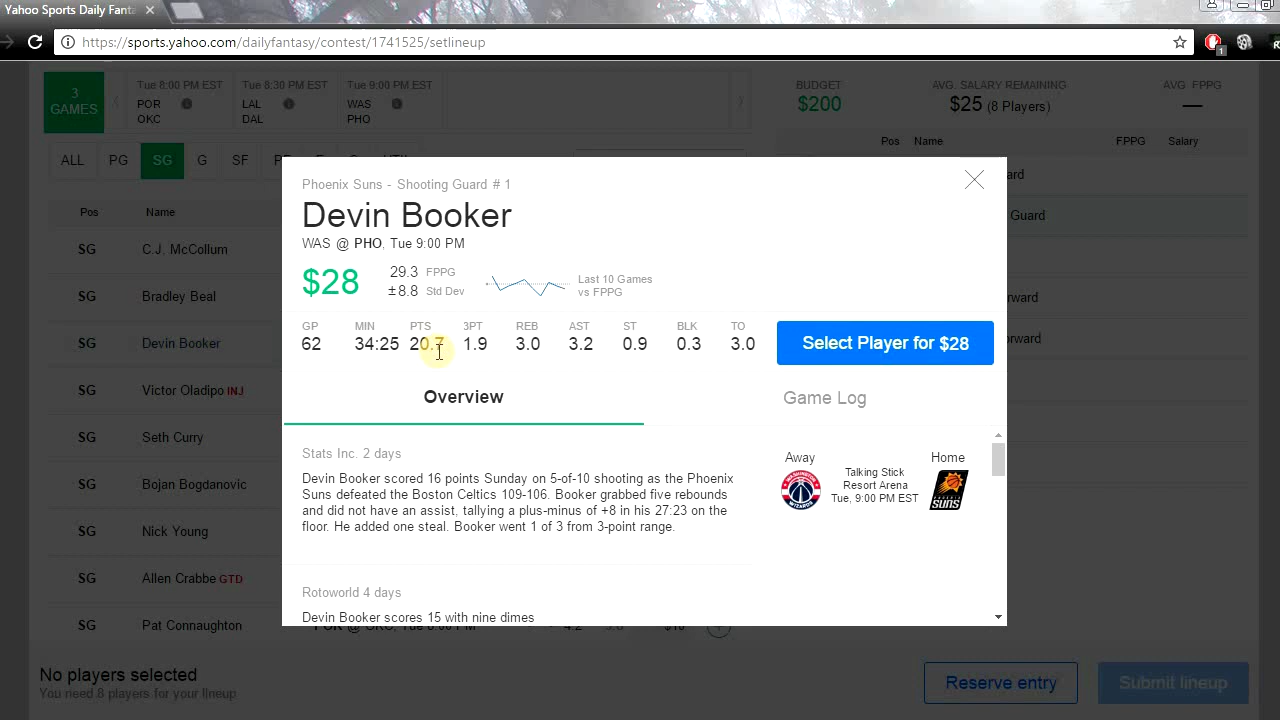 Yahoo Sports Daily Fanta
https://sports.yahoo.com/dailyfantasy/contest/1741525/setlineup
1
3
GAMES
Tue 8:00 PM EST
POR
OKC
Tue 8:30 PM EST
LAL
DAL
Tue 9:00 PM EST
WAS
PHO
BUDGET
$200
AVG. SALARY REMAINING
$25 (8 Players)
AVG. FPPG
—
Pos Name FPPG Salary
ALL PG SG G SF
Phoenix Suns - Shooting Guard # 1
Devin Booker
WAS @ PHO, Tue 9:00 PM
$28
29.3 FPPG
±8.8 Std Dev
Last 10 Games
vs FPPG
GP MIN PTS 3PT REB AST ST BLK TO
62 34:25 20.7 1.9 3.0 3.2 0.9 0.3 3.0
Select Player for $28
Overview
Game Log
Stats Inc. 2 days
Devin Booker scored 16 points Sunday on 5-of-10 shooting as the Phoenix
Suns defeated the Boston Celtics 109-106. Booker grabbed five rebounds
and did not have an assist, tallying a plus-minus of +8 in his 27:23 on the
floor. He added one steal. Booker went 1 of 3 from 3-point range.
Away
Home
Talking Stick
Resort Arena
Tue, 9:00 PM EST
SUNS
Rotoworld 4 days
Devin Booker scores 15 with nine dimes
Pos Name
SG C.J. McCollum
SG Bradley Beal
SG Devin Booker
SG Victor Oladipo INJ
SG Seth Curry
SG Bojan Bogdanovic
SG Nick Young
SG Allen Crabbe GTD
SG Pat Connaughton
ard
Guard
orward
orward
No players selected
You need 8 players for your lineup
Reserve entry
Submit lineup